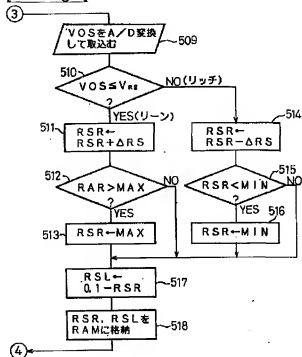 ③
VOSをA/D変換
して取込む
509
510
VOS≦VR2
?
NO(リッチ)
YES(リーン)
511
RSR←
RSR+ΔRS
RSR←
RSR-ΔRS
514
512
RAR>MAX
?
NO
YES
515
RSR<MIN
?
NO
YES
513
RSR←MAX
516
RSR←MIN
RSL←
0.1-RSR
517
RSR, RSLを
RAMに格納
518
④